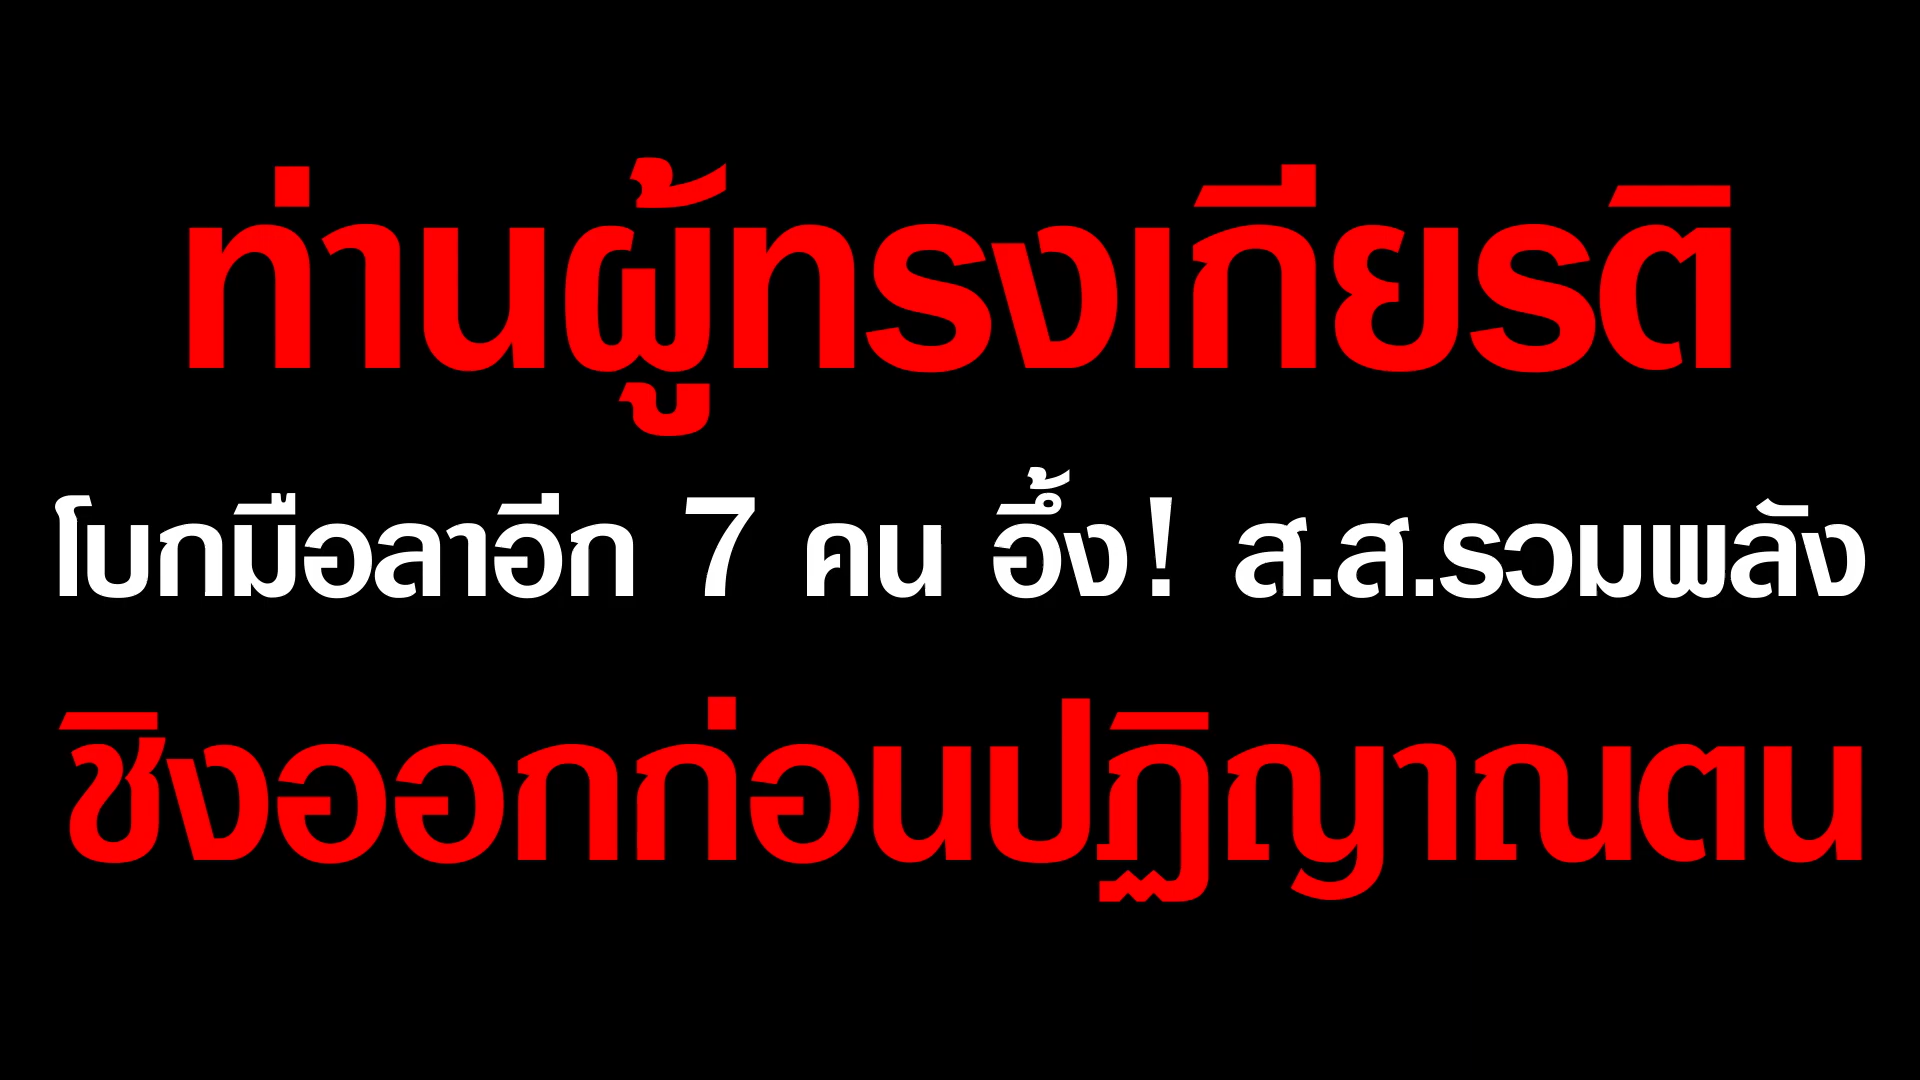 ท่านผู้ทรงเกียรติ
โบกมือลาอีก 7 คน อึ้ง! ส.ส.รวมพลัง
ชิงออกก่อนปฏิญาณตน